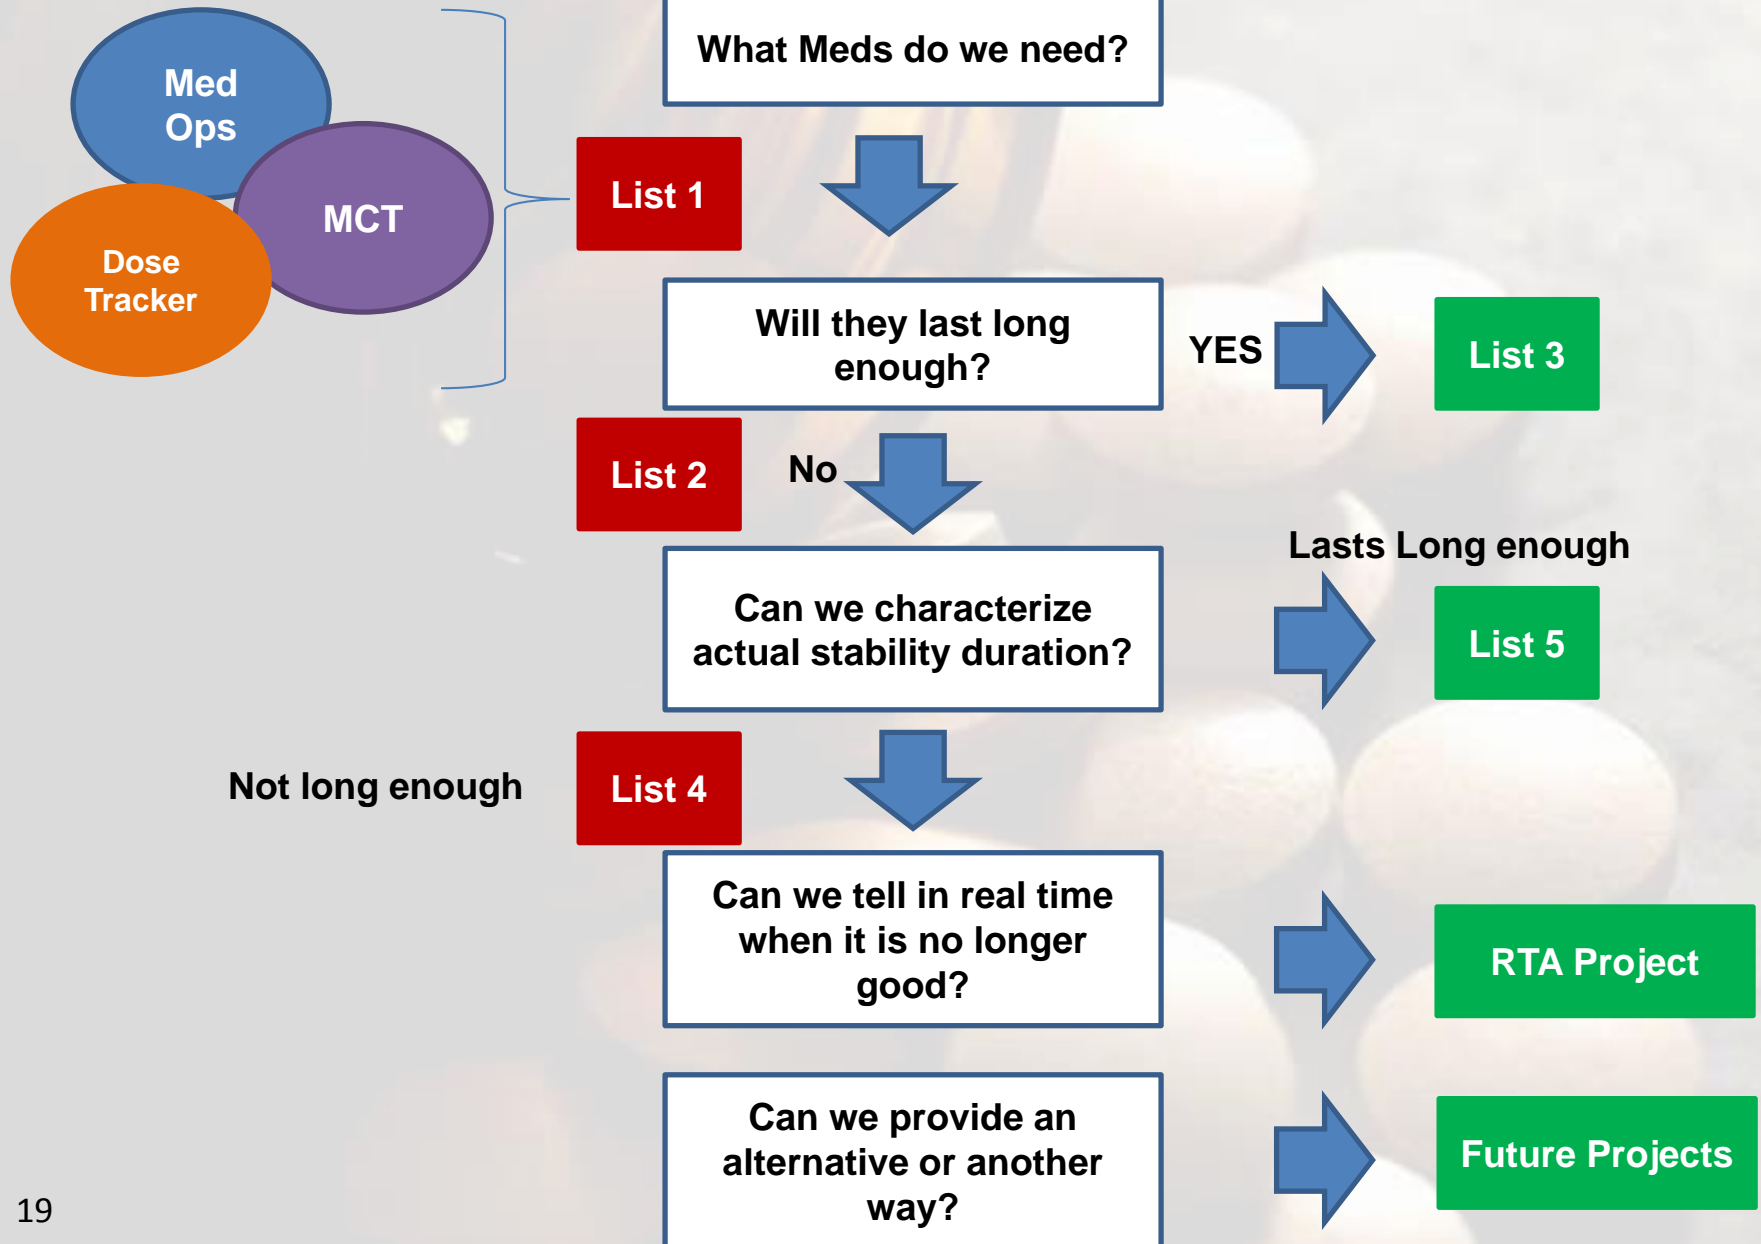 What Meds do we need?
Med
Ops
MCT
Dose
Tracker
List 1
Will they last long
enough?
YES
List 3
List 2
No
Can we characterize
actual stability duration?
Lasts Long enough
List 5
Not long enough
List 4
Can we tell in real time
when it is no longer
good?
RTA Project
Can we provide an
alternative or another
way?
Future Projects
19